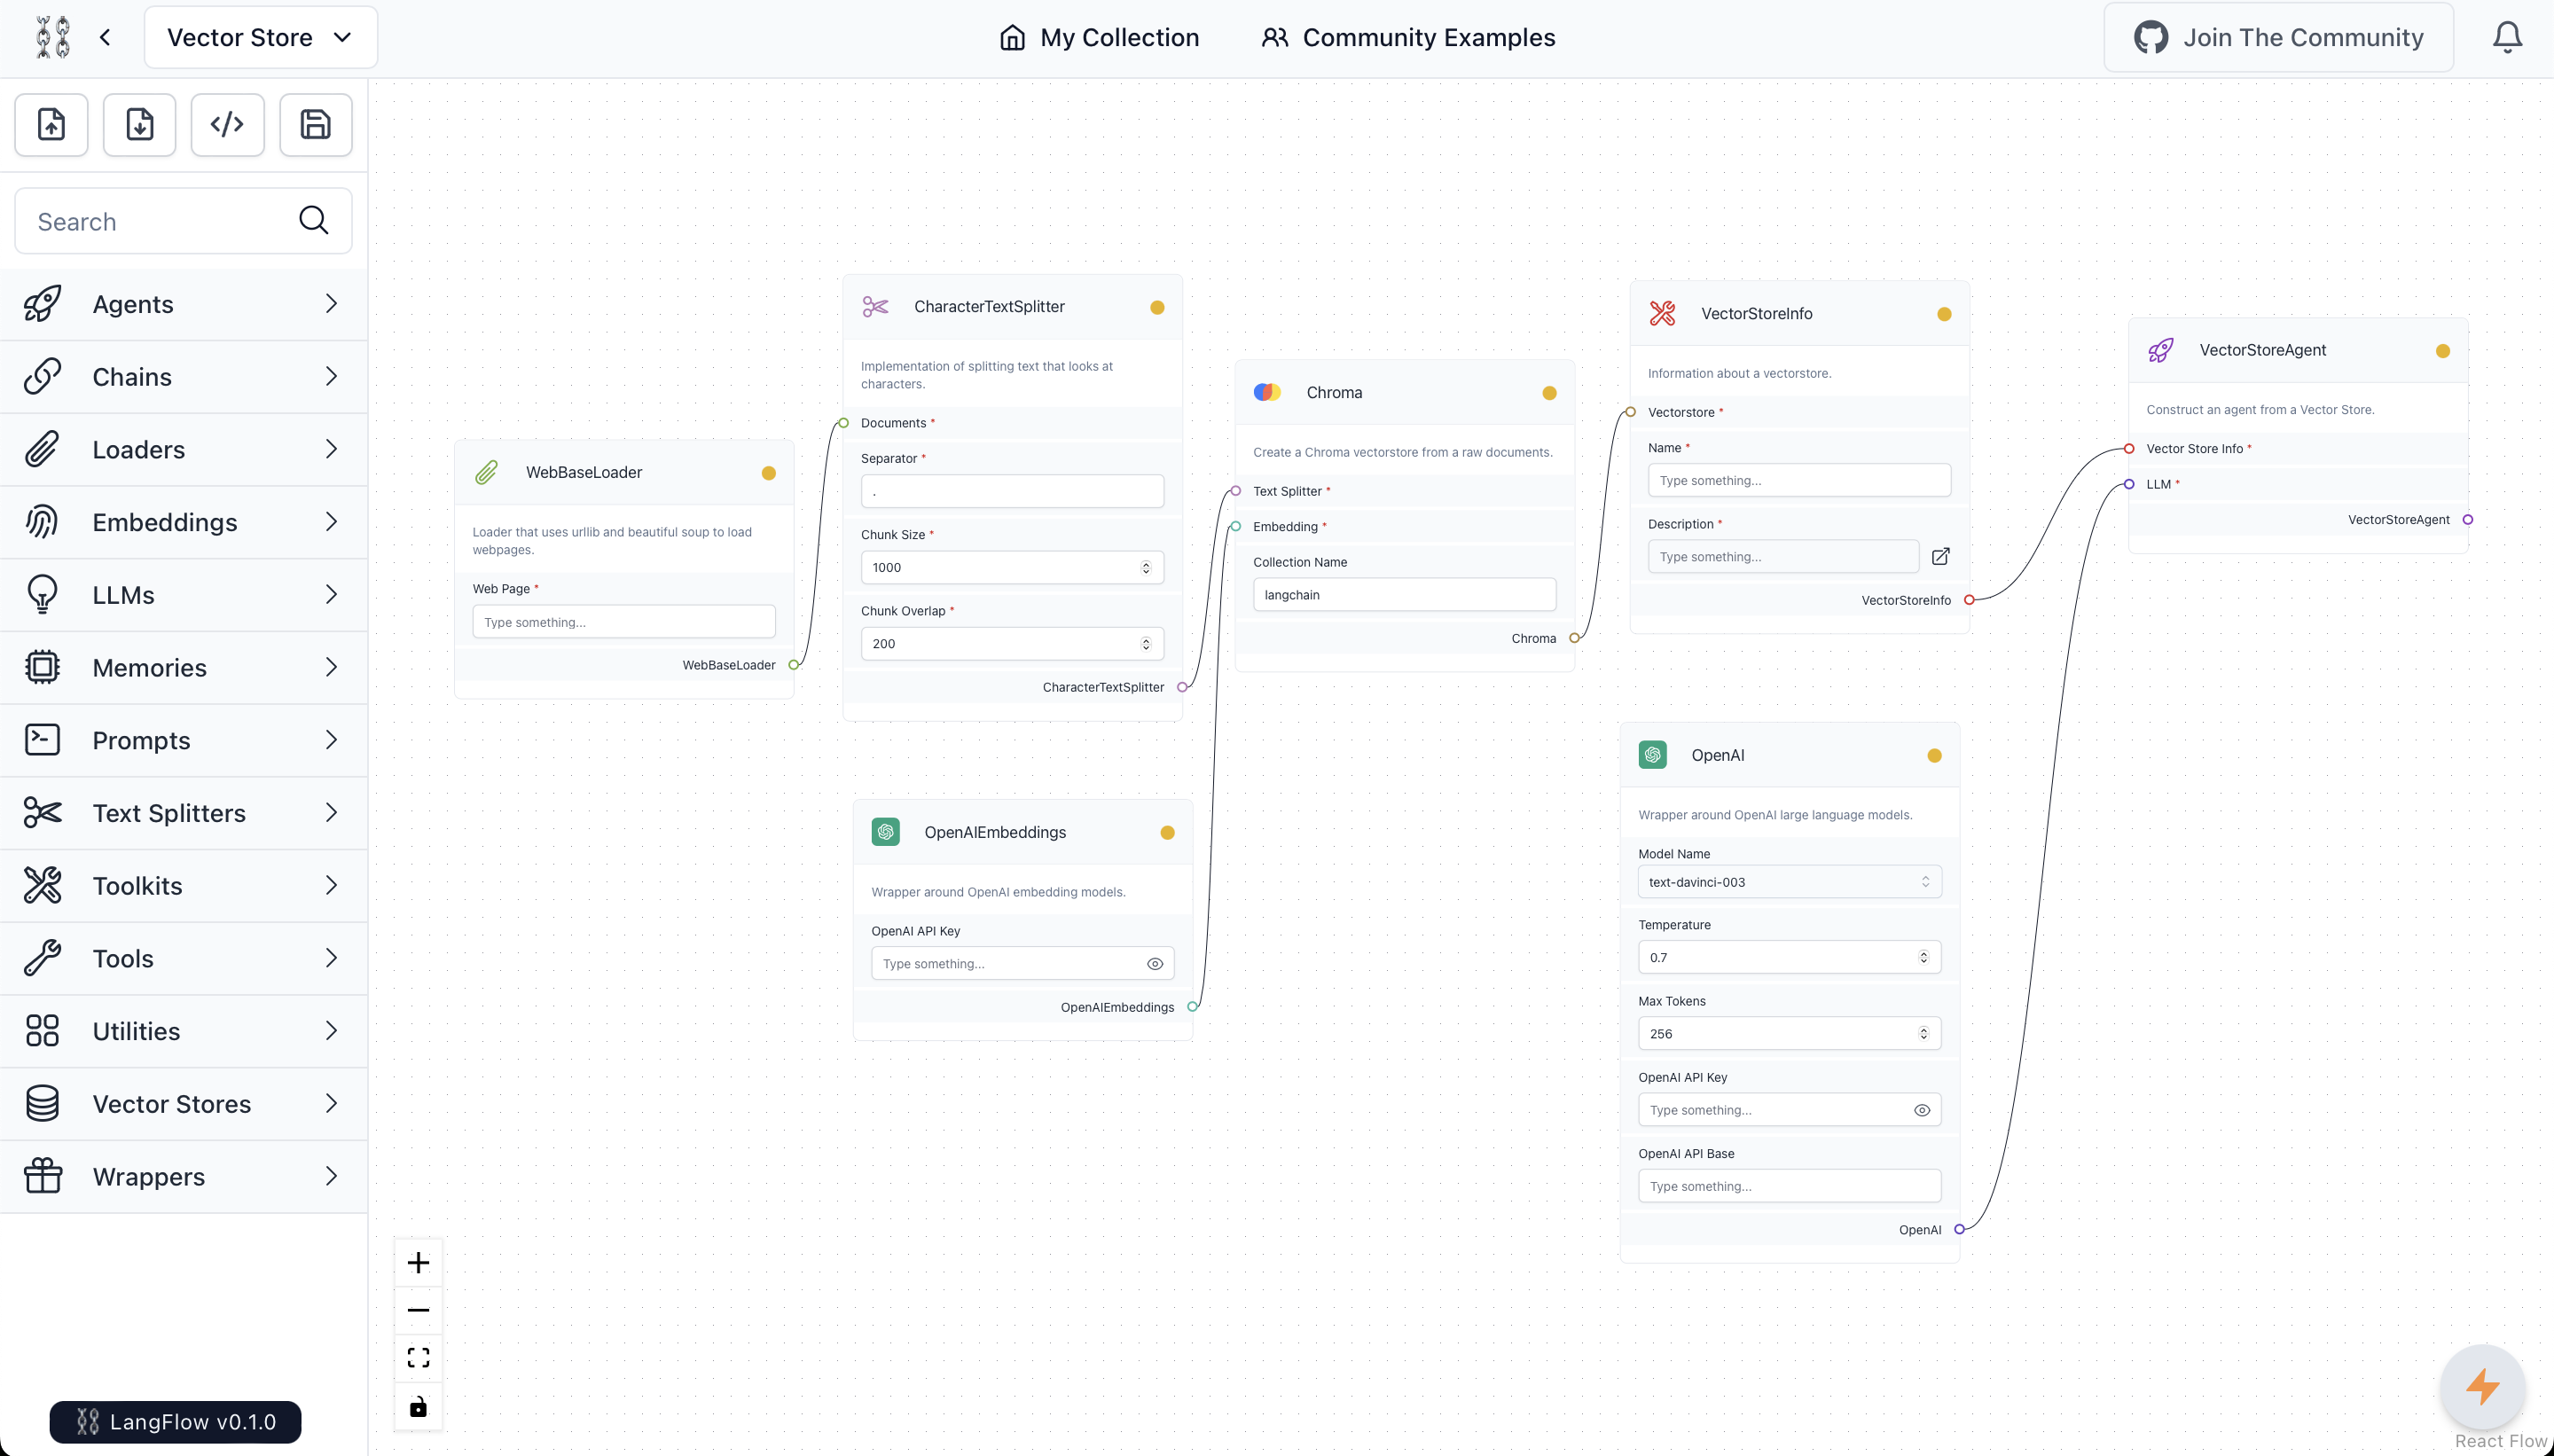 Vector Store
My Collection
Community Examples
Join The Community
Search
Agents
Chains
Loaders
Embeddings
LLMs
Memories
Prompts
Text Splitters
Toolkits
Tools
Utilities
Vector Stores
Wrappers
LangFlow v0.1.0
WebBaseLoader
Loader that uses urllib and beautiful soup to load
webpages.
Web Page *
Type something...
WebBaseLoader
CharacterTextSplitter
Implementation of splitting text that looks at
characters.
Documents *
Separator *
.
Chunk Size *
1000
Chunk Overlap *
200
CharacterTextSplitter
OpenAIEmbeddings
Wrapper around OpenAI embedding models.
OpenAI API Key
Type something...
OpenAIEmbeddings
Chroma
Create a Chroma vectorstore from a raw documents.
Text Splitter *
Embedding *
Collection Name
langchain
Chroma
VectorStoreInfo
Information about a vectorstore.
Vectorstore *
Name *
Type something...
Description *
Type something...
VectorStoreInfo
OpenAI
Wrapper around OpenAI large language models.
Model Name
text-davinci-003
Temperature
0.7
Max Tokens
256
OpenAI API Key
Type something...
OpenAI API Base
Type something...
OpenAI
VectorStoreAgent
Construct an agent from a Vector Store.
Vector Store Info *
LLM *
VectorStoreAgent
React Flow